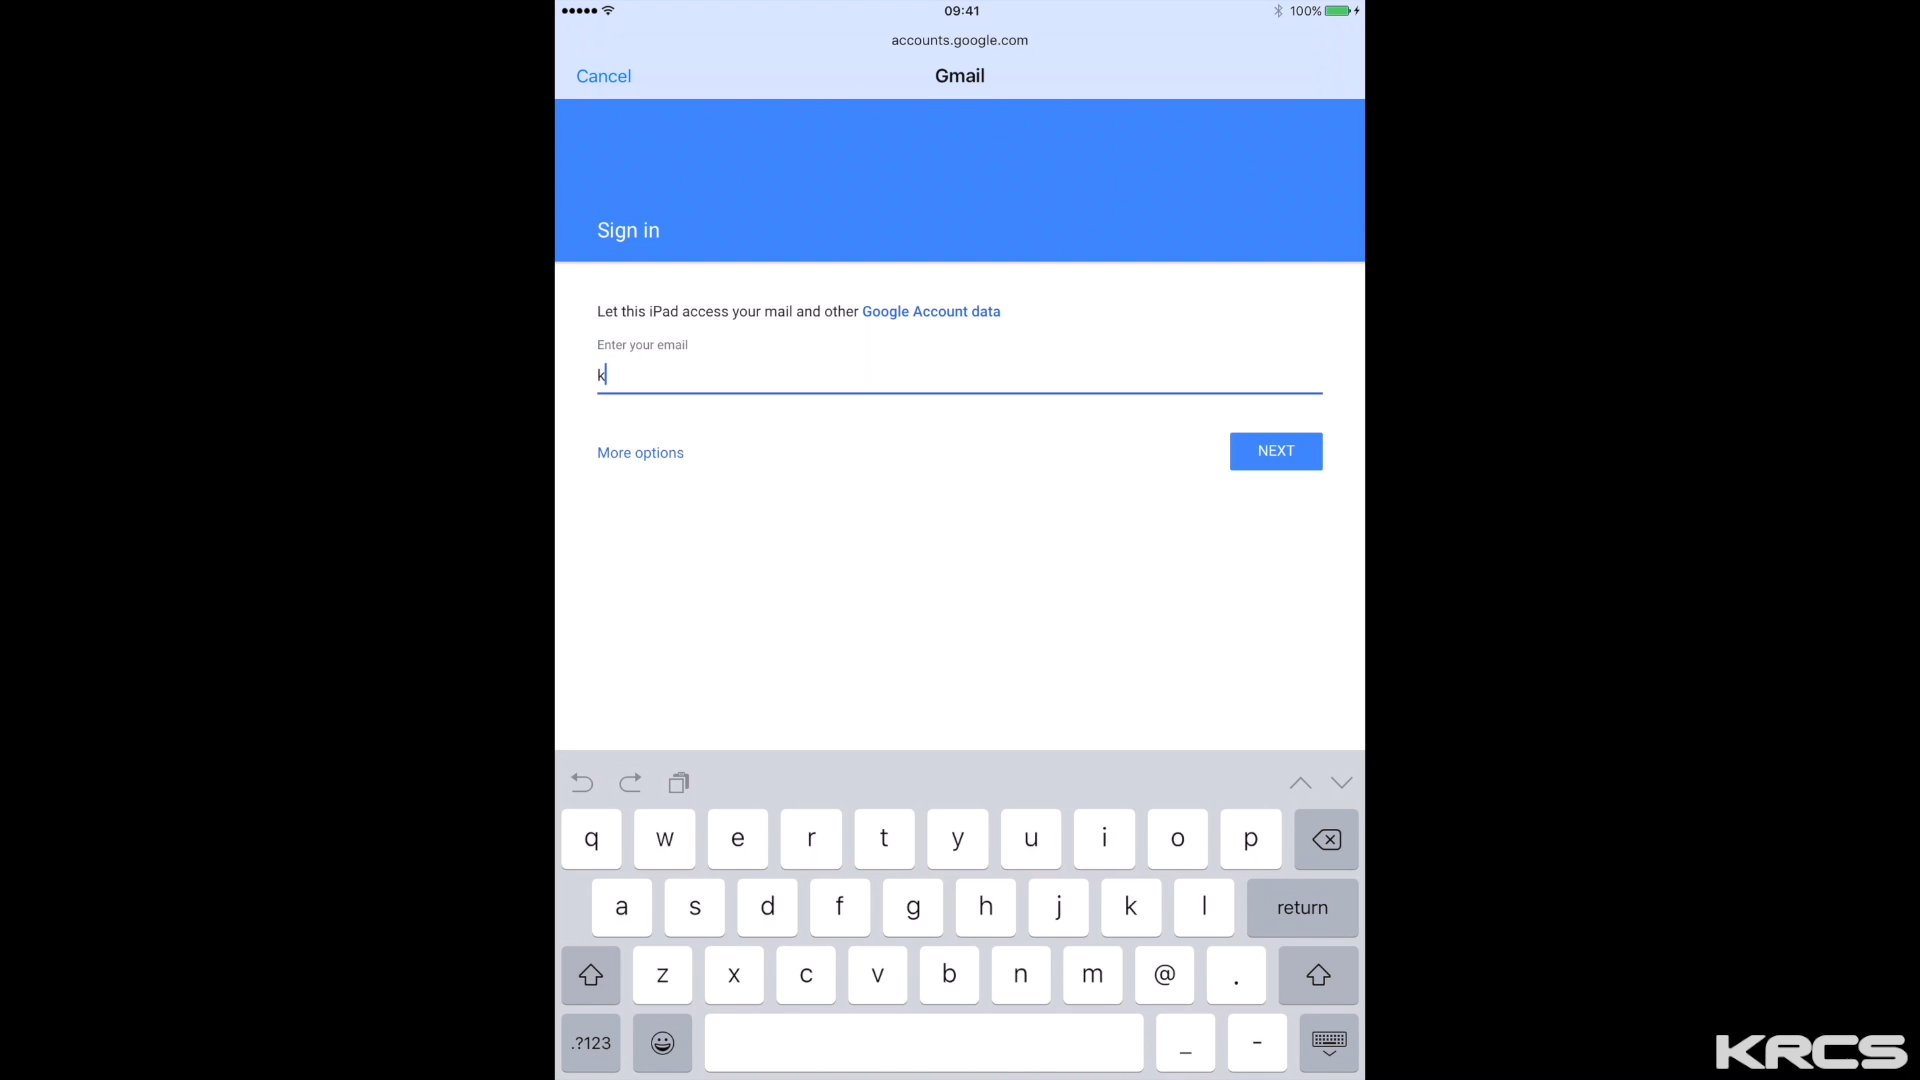 09:41
100%
accounts.google.com
Cancel
Gmail
Sign in
Let this iPad access your mail and other Google Account data
Enter your email
k
More options
NEXT
q w e r t y u i o p
a s d f g h j k l return
z x c v b n m @ .
.?123 _ -
KRCS